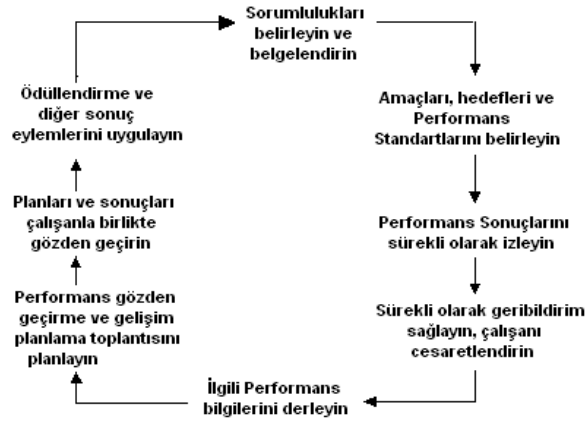 Sorumlulukları
belirleyin ve
belgelendirin
Amaçları, hedefleri ve
Performans
Standartlarını belirleyin
Performans Sonuçlarını
sürekli olarak izleyin
Sürekli olarak geribildirim
sağlayın, çalışanı
cesaretlendirin
İlgili Performans
bilgilerini derleyin
Performans gözden
geçirme ve gelişim
planlama toplantısını
planlayın
Planları ve sonuçları
çalışanla birlikte
gözden geçirin
Ödüllendirme ve
diğer sonuç
eylemlerini uygulayın